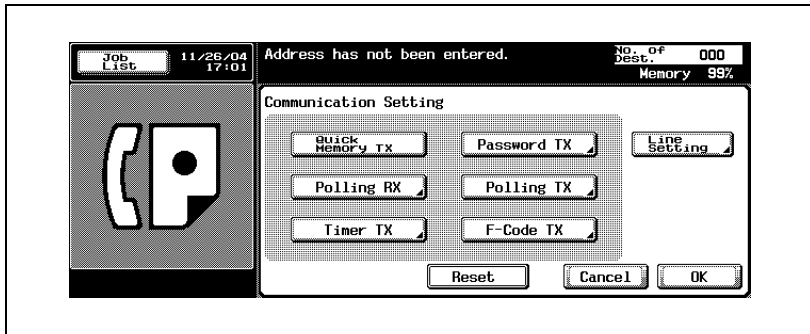 Job List
11/26/04
17:01
Address has not been entered.
No. of Dest.
000
Memory 99%
Communication Setting
Quick Memory TX
Password TX
Line Setting
Polling RX
Polling TX
Timer TX
F-Code TX
Reset
Cancel
OK